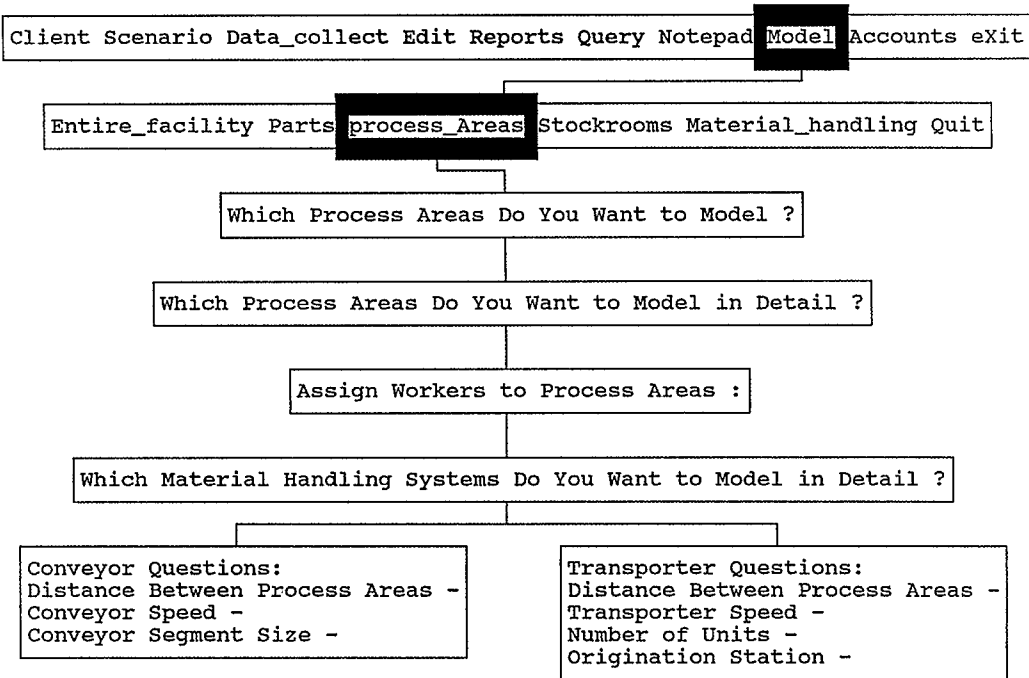 Client Scenario Data_collect Edit Reports Query Notepad Model Accounts eXit
Entire_facility Parts process_Areas Stockrooms Material_handling Quit
Which Process Areas Do You Want to Model ?
Which Process Areas Do You Want to Model in Detail ?
Assign Workers to Process Areas :
Which Material Handling Systems Do You Want to Model in Detail ?
Conveyor Questions:
Distance Between Process Areas -
Conveyor Speed -
Conveyor Segment Size -
Transporter Questions:
Distance Between Process Areas -
Transporter Speed -
Number of Units -
Origination Station -